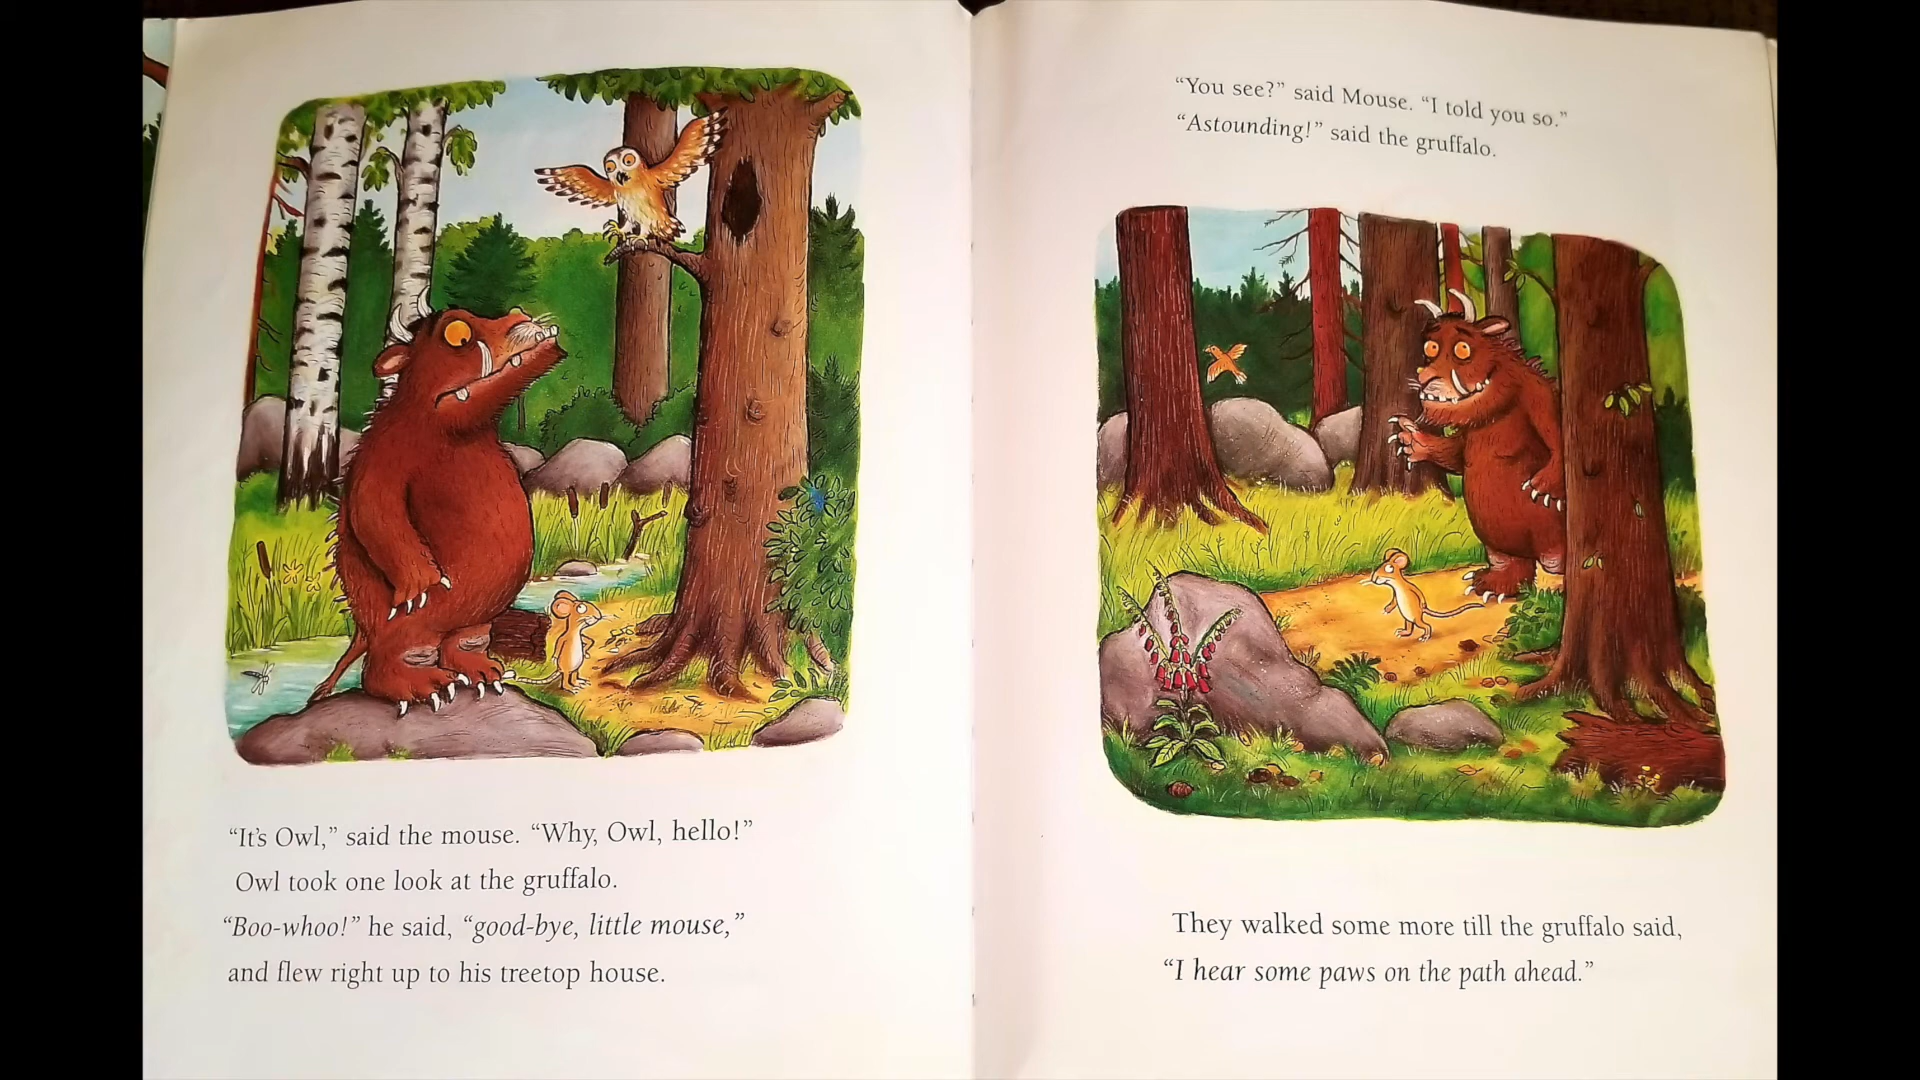 “It’s Owl,” said the mouse. “Why, Owl, hello!”
Owl took one look at the gruffalo.
“Boo-whoo!” he said, “good-bye, little mouse,”
and flew right up to his treetop house.
“You see?” said Mouse. “I told you so.”
“Astounding!” said the gruffalo.
They walked some more till the gruffalo said,
“I hear some paws on the path ahead.”